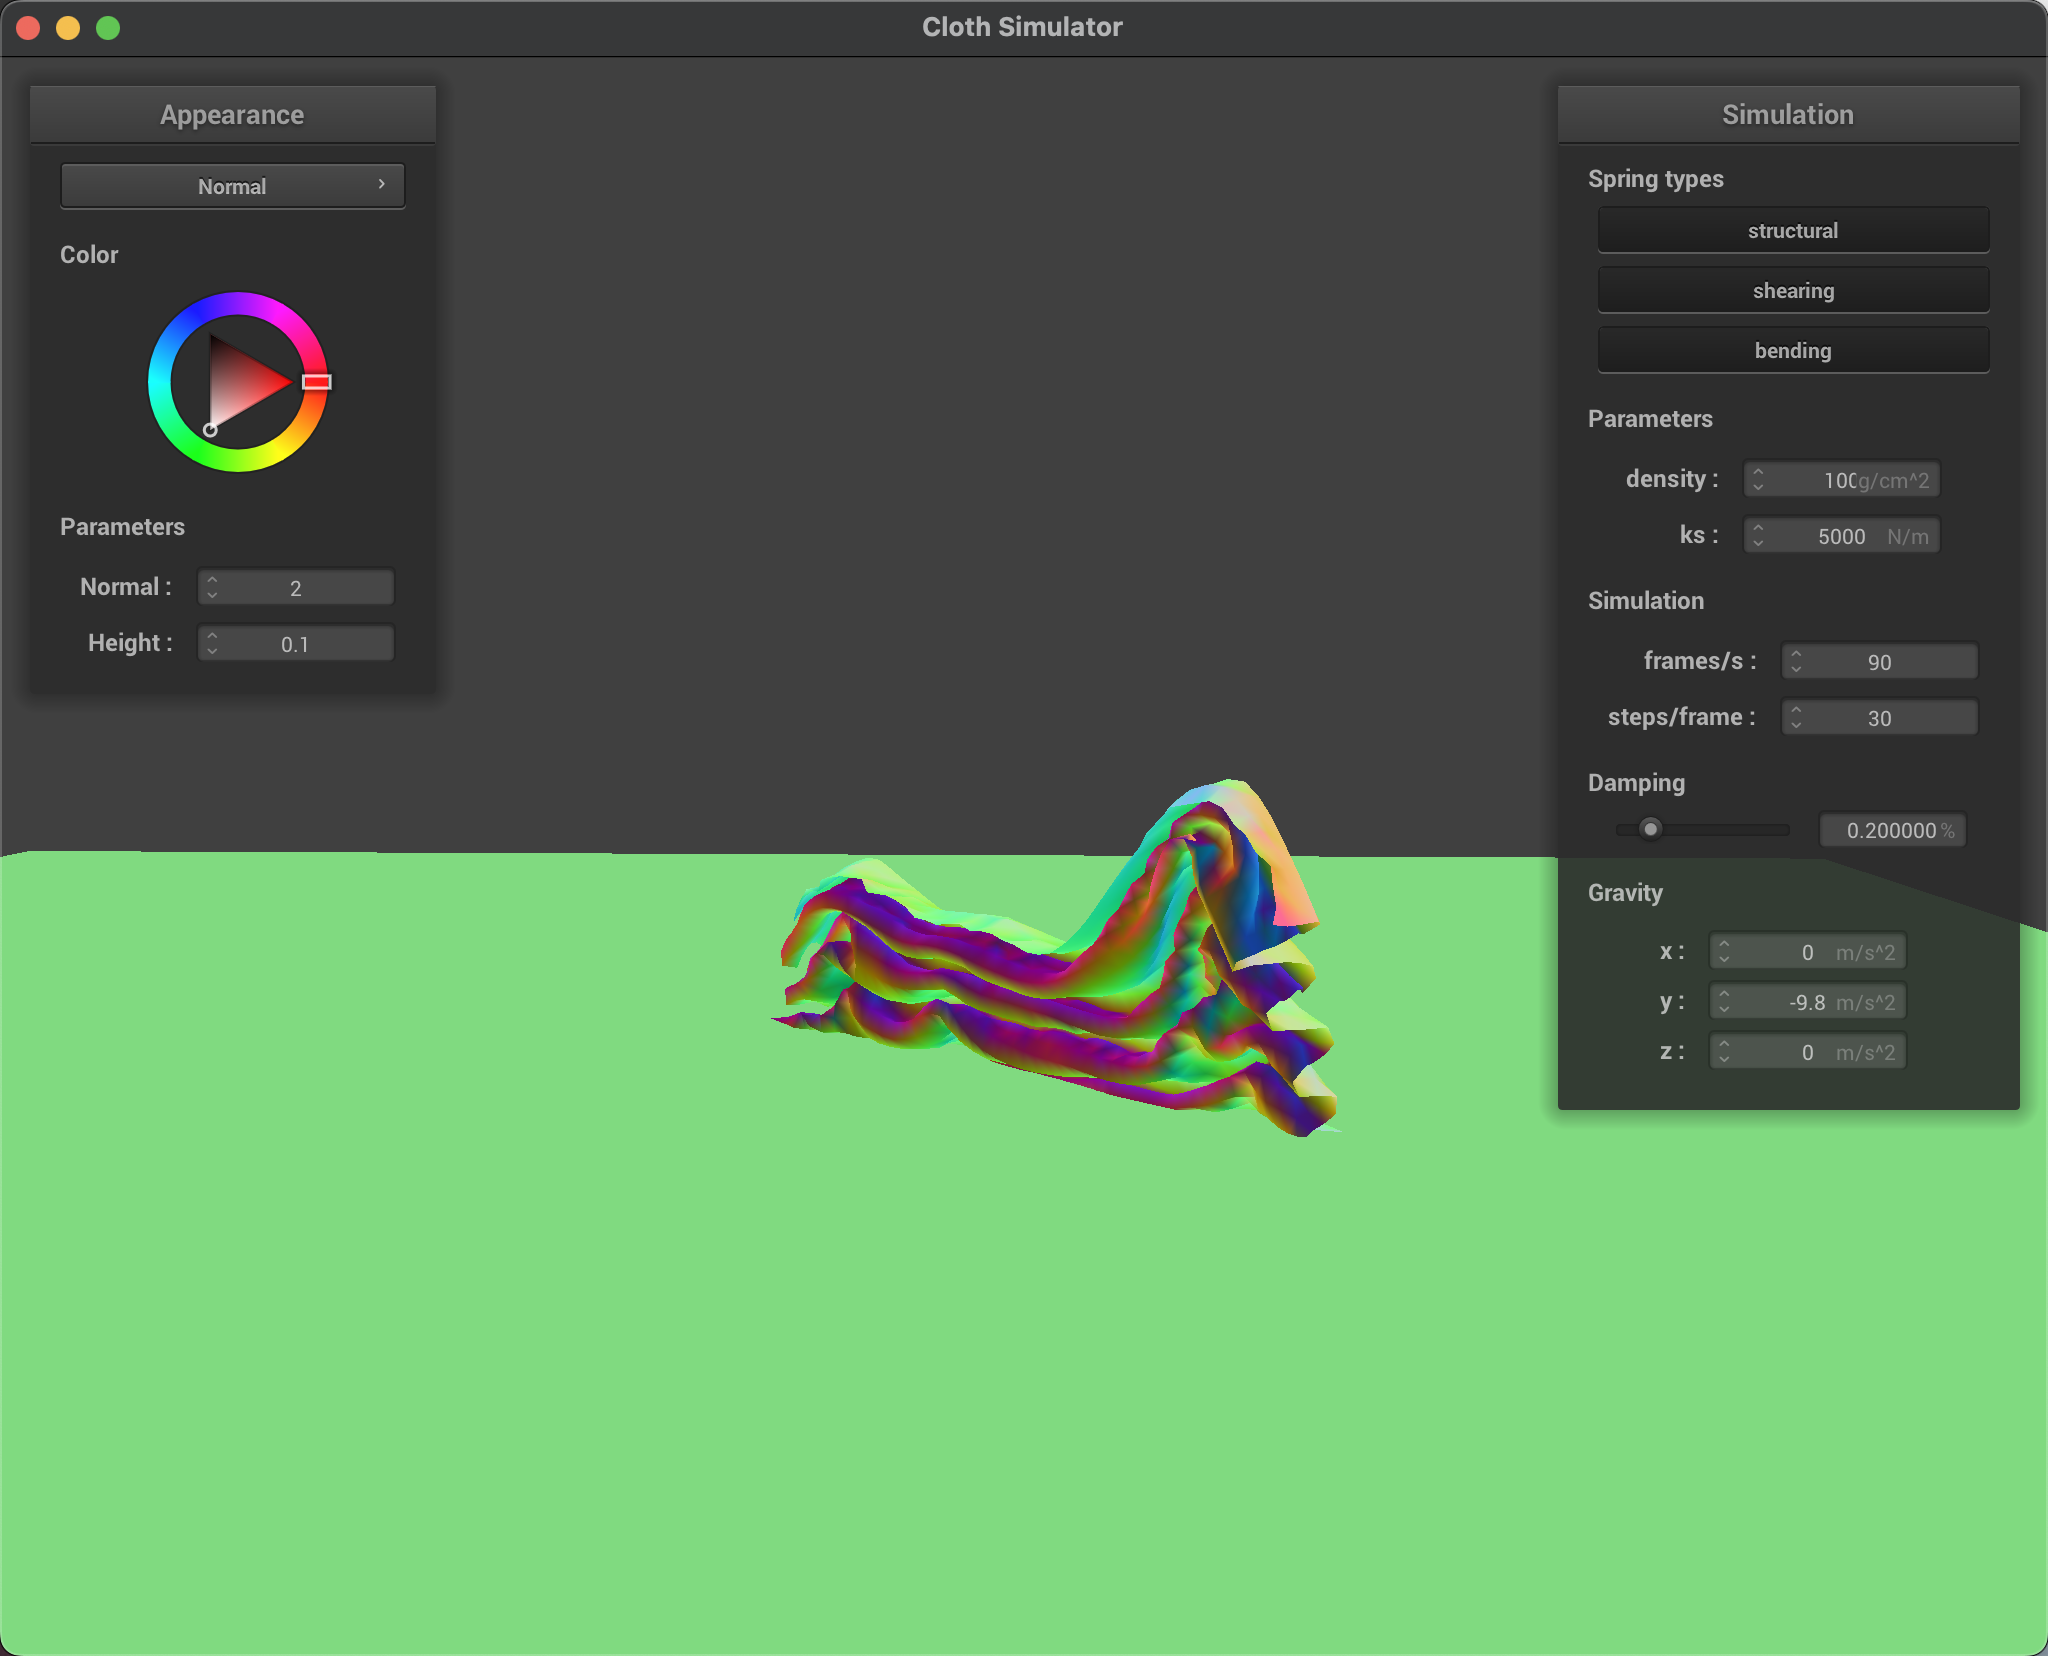 Cloth Simulator
Appearance
Normal
Color
Parameters
Normal : 2
Height : 0.1
Simulation
Spring types
structural
shearing
bending
Parameters
density : 100 g/cm^2
ks : 5000 N/m
Simulation
frames/s : 90
steps/frame : 30
Damping
0.200000 %
Gravity
x : 0 m/s^2
y : -9.8 m/s^2
z : 0 m/s^2